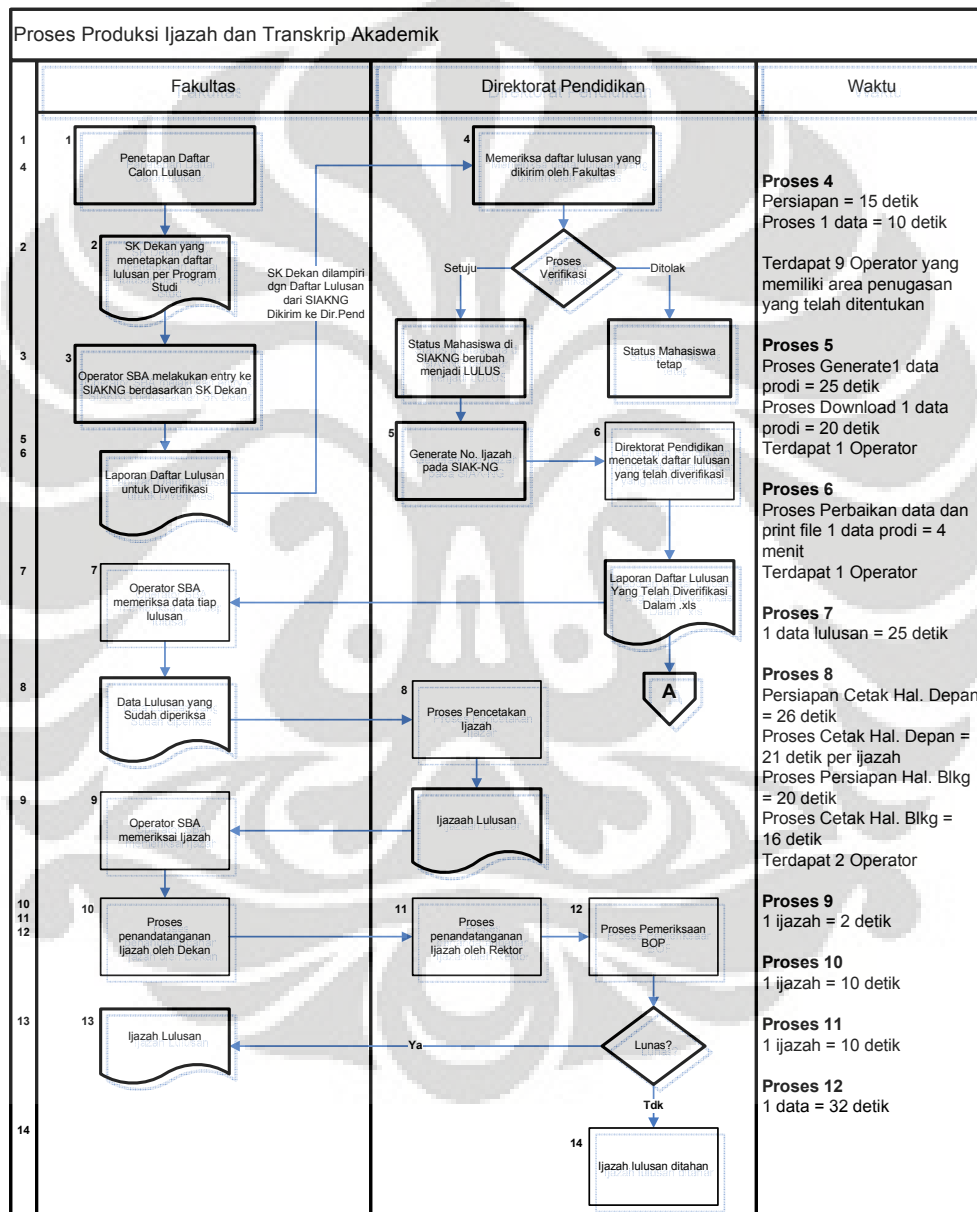 Proses Produksi Ijazah dan Transkrip Akademik
Fakultas
Direktorat Pendidikan
Waktu
1
4
2
3
5
6
7
8
9
10
11
12
13
14
1
Penetapan Daftar
Calon Lulusan
2
SK Dekan yang
menetapkan daftar
lulusan per Program
Studi
SK Dekan dilampiri
dgn Daftar Lulusan
dari SIAKNG
Dikirim ke Dir.Pend
3
Operator SBA melakukan entry ke
SIAKNG berdasarkan SK Dekan
Laporan Daftar Lulusan
untuk Diverifikasi
4
Memeriksa daftar lulusan yang
dikirim oleh Fakultas
Proses
Verifikasi
Setuju
Ditolak
Status Mahasiswa di
SIAKNG berubah
menjadi LULUS
Status Mahasiswa
tetap
5
Generate No. Ijazah
pada SIAK-NG
6
Direktorat Pendidikan
mencetak daftar lulusan
yang telah diverifikasi
7
Operator SBA
memeriksa data tiap
lulusan
Laporan Daftar Lulusan
Yang Telah Diverifikasi
Dalam .xls
A
Data Lulusan yang
Sudah diperiksa
8
Proses Pencetakan
Ijazah
9
Operator SBA
memeriksai Ijazah
Ijazaah Lulusan
10
Proses
penandatanganan
Ijazah oleh Dekan
11
Proses
penandatanganan
Ijazah oleh Rektor
12
Proses Pemeriksaan
BOP
13
Ijazah Lulusan
Ya
Lunas?
Tdk
14
Ijazah lulusan ditahan
Proses 4
Persiapan = 15 detik
Proses 1 data = 10 detik
Terdapat 9 Operator yang
memiliki area penugasan
yang telah ditentukan
Proses 5
Proses Generate1 data
prodi = 25 detik
Proses Download 1 data
prodi = 20 detik
Terdapat 1 Operator
Proses 6
Proses Perbaikan data dan
print file 1 data prodi = 4
menit
Terdapat 1 Operator
Proses 7
1 data lulusan = 25 detik
Proses 8
Persiapan Cetak Hal. Depan
= 26 detik
Proses Cetak Hal. Depan =
21 detik per ijazah
Proses Persiapan Hal. Blkg
= 20 detik
Proses Cetak Hal. Blkg =
16 detik
Terdapat 2 Operator
Proses 9
1 ijazah = 2 detik
Proses 10
1 ijazah = 10 detik
Proses 11
1 ijazah = 10 detik
Proses 12
1 data = 32 detik